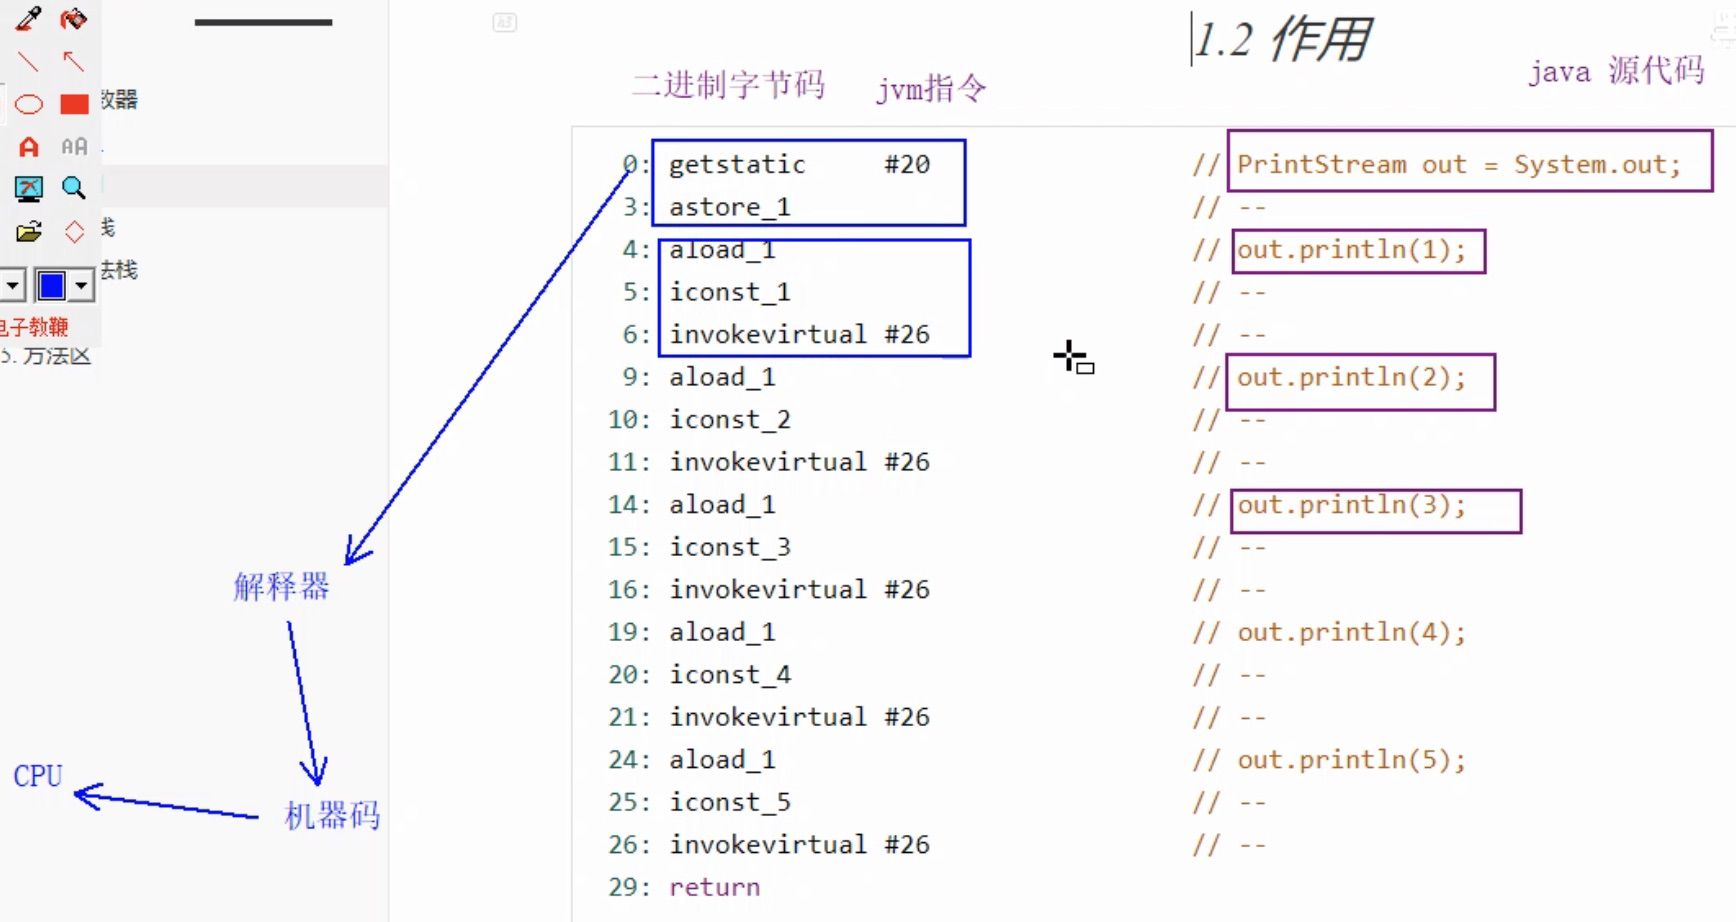 h3
1.2 作用
二进制字节码 jvm指令 java 源代码
0: getstatic #20 // PrintStream out = System.out;
3: astore_1 // --
4: aload_1 // out.println(1);
5: iconst_1 // --
6: invokevirtual #26 // --
9: aload_1 // out.println(2);
10: iconst_2 // --
11: invokevirtual #26 // --
14: aload_1 // out.println(3);
15: iconst_3 // --
16: invokevirtual #26 // --
19: aload_1 // out.println(4);
20: iconst_4 // --
21: invokevirtual #26 // --
24: aload_1 // out.println(5);
25: iconst_5 // --
26: invokevirtual #26 // --
29: return
解释器
机器码
CPU
A AA
数器
栈
法栈
电子教鞭
5. 方法区